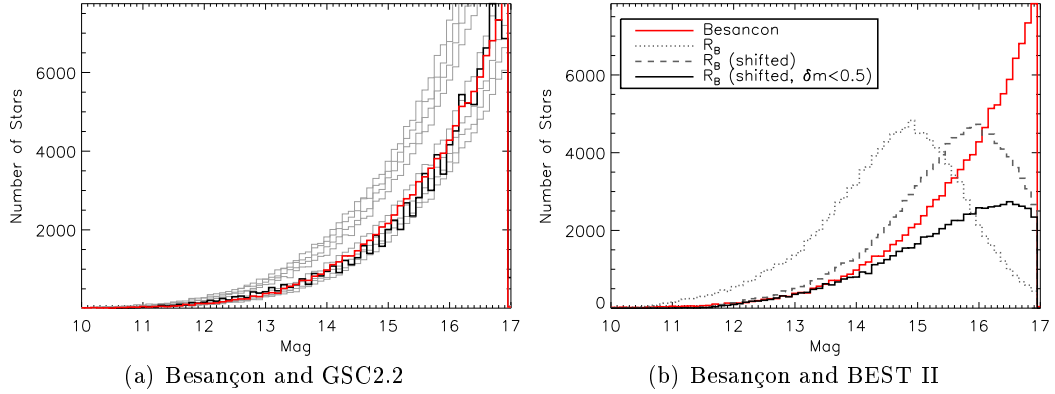 Number of Stars
6000
4000
2000
10 11 12 13 14 15 16 17
Mag
(a) Besançon and GSC2.2
Besancon
R_B
R_B (shifted)
R_B (shifted, δm<0.5)
Number of Stars
6000
4000
2000
0
10 11 12 13 14 15 16 17
Mag
(b) Besançon and BEST II